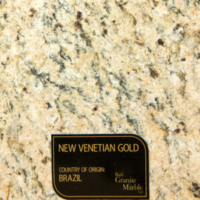 NEW VENETIAN GOLD
COUNTRY OF ORIGIN:
BRAZIL
Granite
Marble